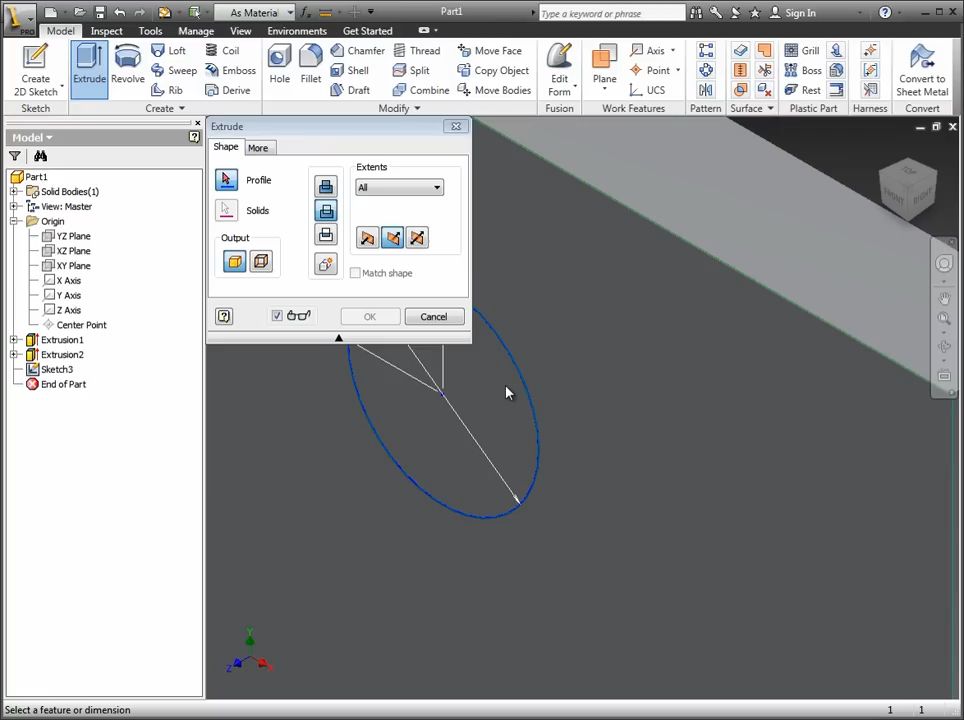 PRO
As Material
Part1
Type a keyword or phrase
Sign In
Model
Inspect
Tools
Manage
View
Environments
Get Started
Create
2D Sketch
Extrude
Revolve
Loft
Sweep
Rib
Coil
Emboss
Derive
Hole
Fillet
Chamfer
Shell
Draft
Thread
Split
Combine
Move Face
Copy Object
Move Bodies
Edit
Form
Plane
Axis
Point
UCS
Grill
Boss
Rest
Convert to
Sheet Metal
Sketch
Create
Modify
Fusion
Work Features
Pattern
Surface
Plastic Part
Harness
Convert
Model
Part1
Solid Bodies(1)
View: Master
Origin
YZ Plane
XZ Plane
XY Plane
X Axis
Y Axis
Z Axis
Center Point
Extrusion1
Extrusion2
Sketch3
End of Part
Extrude
Shape
More
Profile
Solids
Output
Extents
All
Match shape
OK
Cancel
TOP
FRONT
RIGHT
Y
Z
X
Select a feature or dimension
1
1